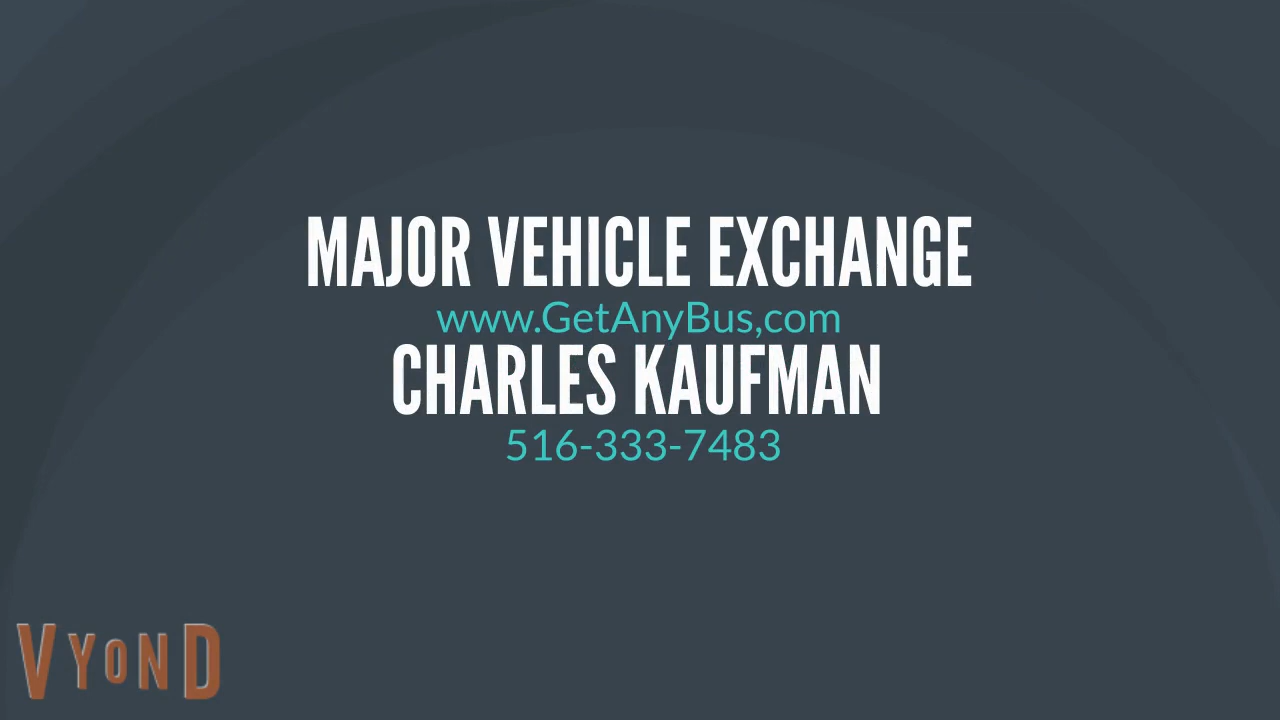 MAJOR VEHICLE EXCHANGE
www.GetAnyBus,com
CHARLES KAUFMAN
516-333-7483
VYOND